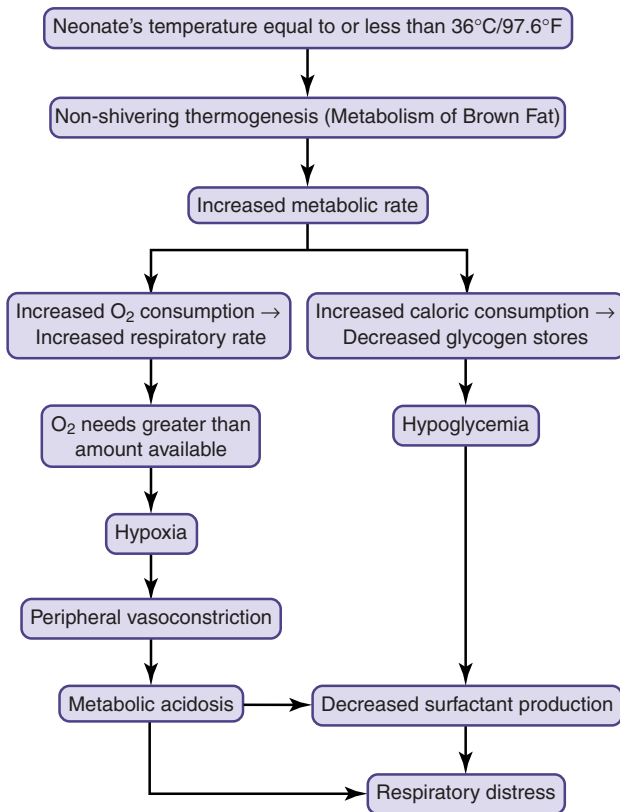 Neonate's temperature equal to or less than 36°C/97.6°F
Non-shivering thermogenesis (Metabolism of Brown Fat)
Increased metabolic rate
Increased O₂ consumption →
Increased respiratory rate
Increased caloric consumption →
Decreased glycogen stores
O₂ needs greater than
amount available
Hypoglycemia
Hypoxia
Peripheral vasoconstriction
Metabolic acidosis
Decreased surfactant production
Respiratory distress